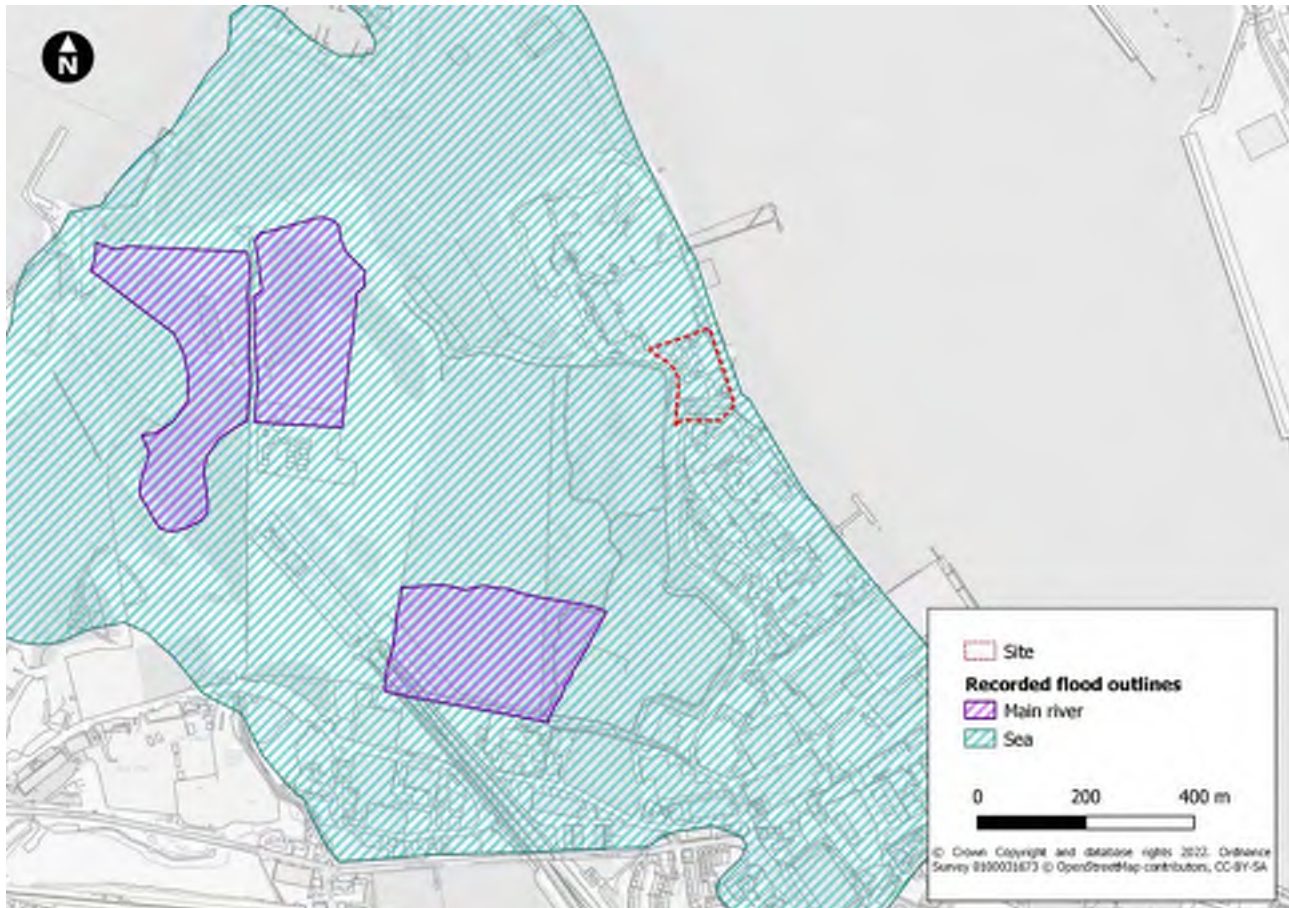 N
Site
Recorded flood outlines
Main river
Sea
0 200 400 m
© Crown Copyright and database rights 2022. Ordnance
Survey 0100031673 © OpenStreetMap contributors, CC-BY-SA